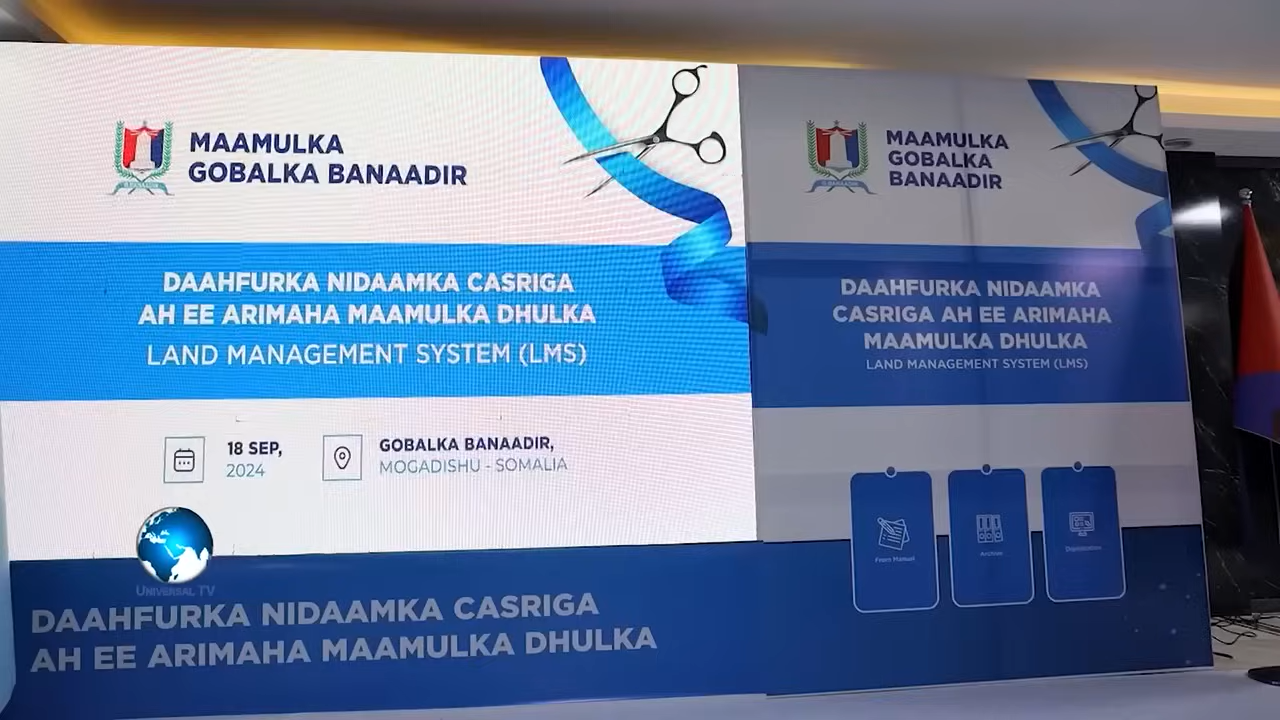 MAAMULKA
GOBALKA BANAADIR
DAAHFURKA NIDAAMKA CASRIGA
AH EE ARIMAHA MAAMULKA DHULKA
LAND MANAGEMENT SYSTEM (LMS)
18 SEP,
2024
GOBALKA BANAADIR,
MOGADISHU - SOMALIA
UNIVERSAL TV
DAAHFURKA NIDAAMKA CASRIGA
AH EE ARIMAHA MAAMULKA DHULKA
MAAMULKA
GOBALKA
BANAADIR
DAAHFURKA NIDAAMKA
CASRIGA AH EE ARIMAHA
MAAMULKA DHULKA
LAND MANAGEMENT SYSTEM (LMS)
From Manual
Archive